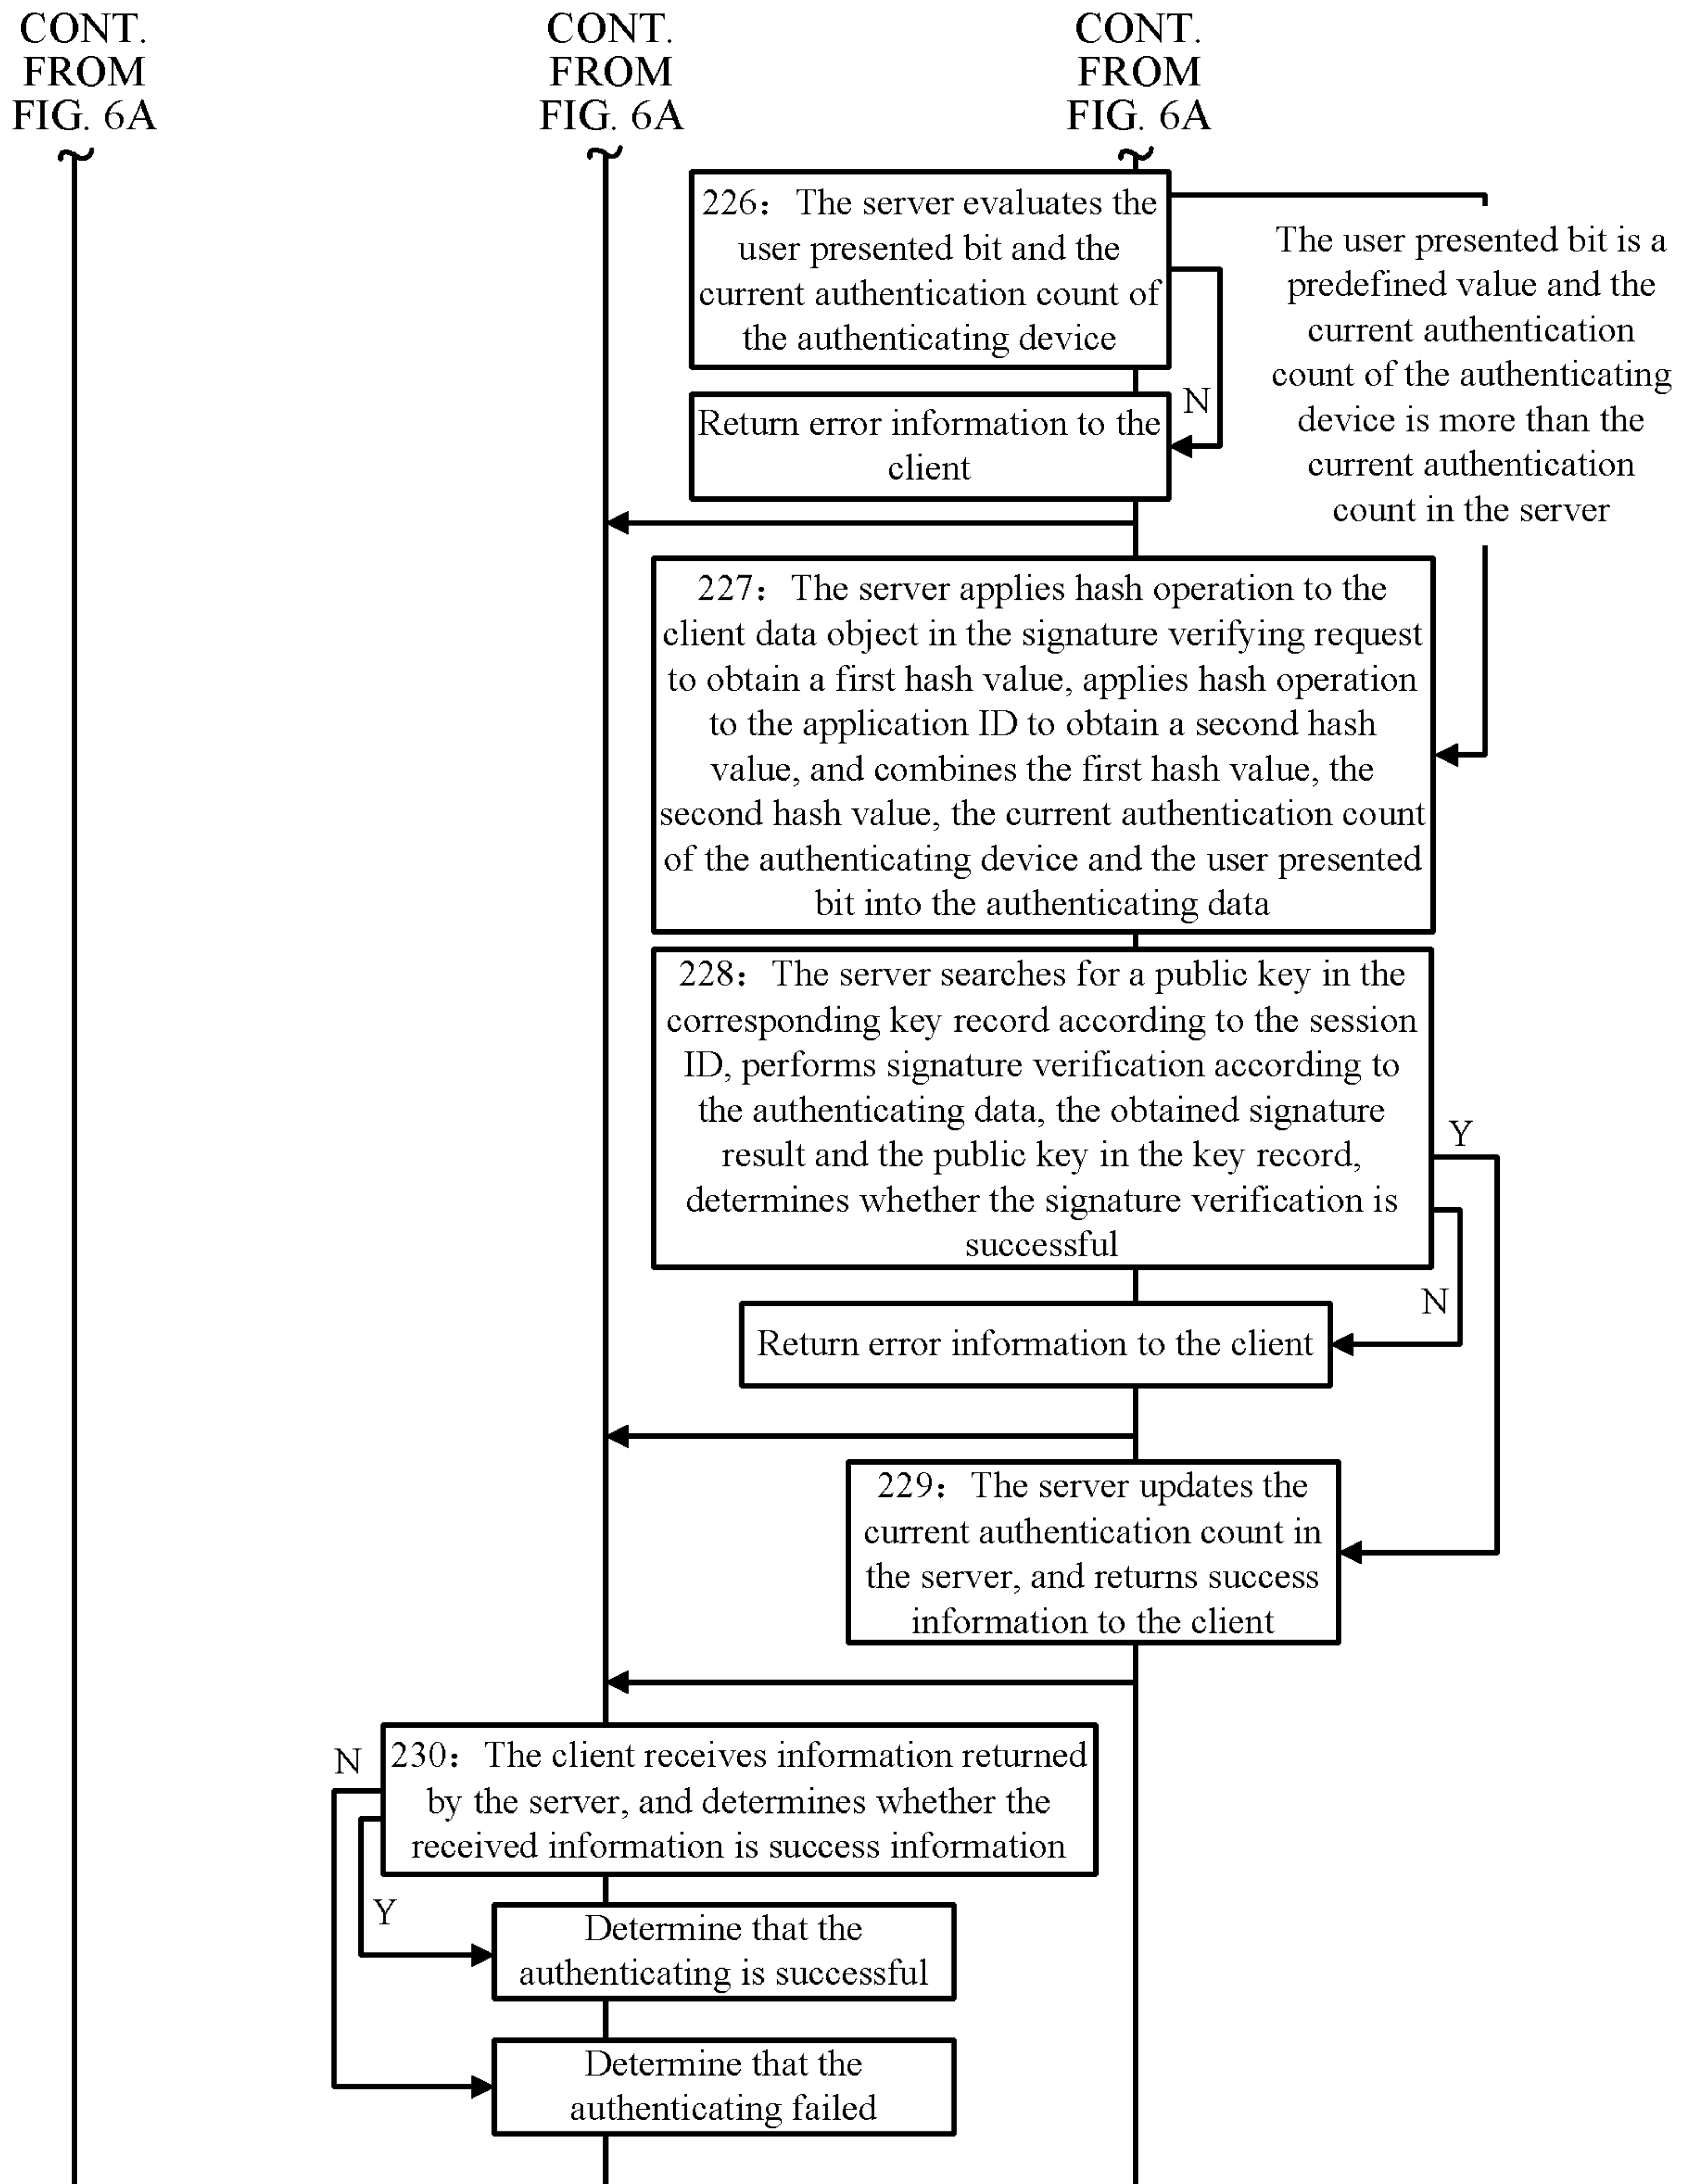 CONT.
FROM
FIG. 6A
CONT.
FROM
FIG. 6A
CONT.
FROM
FIG. 6A
226：The server evaluates the
user presented bit and the
current authentication count of
the authenticating device
The user presented bit is a
predefined value and the
current authentication
count of the authenticating
device is more than the
current authentication
count in the server
N
Return error information to the
client
227：The server applies hash operation to the
client data object in the signature verifying request
to obtain a first hash value, applies hash operation
to the application ID to obtain a second hash
value, and combines the first hash value, the
second hash value, the current authentication count
of the authenticating device and the user presented
bit into the authenticating data
228：The server searches for a public key in the
corresponding key record according to the session
ID, performs signature verification according to
the authenticating data, the obtained signature
result and the public key in the key record,
determines whether the signature verification is
successful
Y
N
Return error information to the client
229：The server updates the
current authentication count in
the server, and returns success
information to the client
N
230：The client receives information returned
by the server, and determines whether the
received information is success information
Y
Determine that the
authenticating is successful
Determine that the
authenticating failed